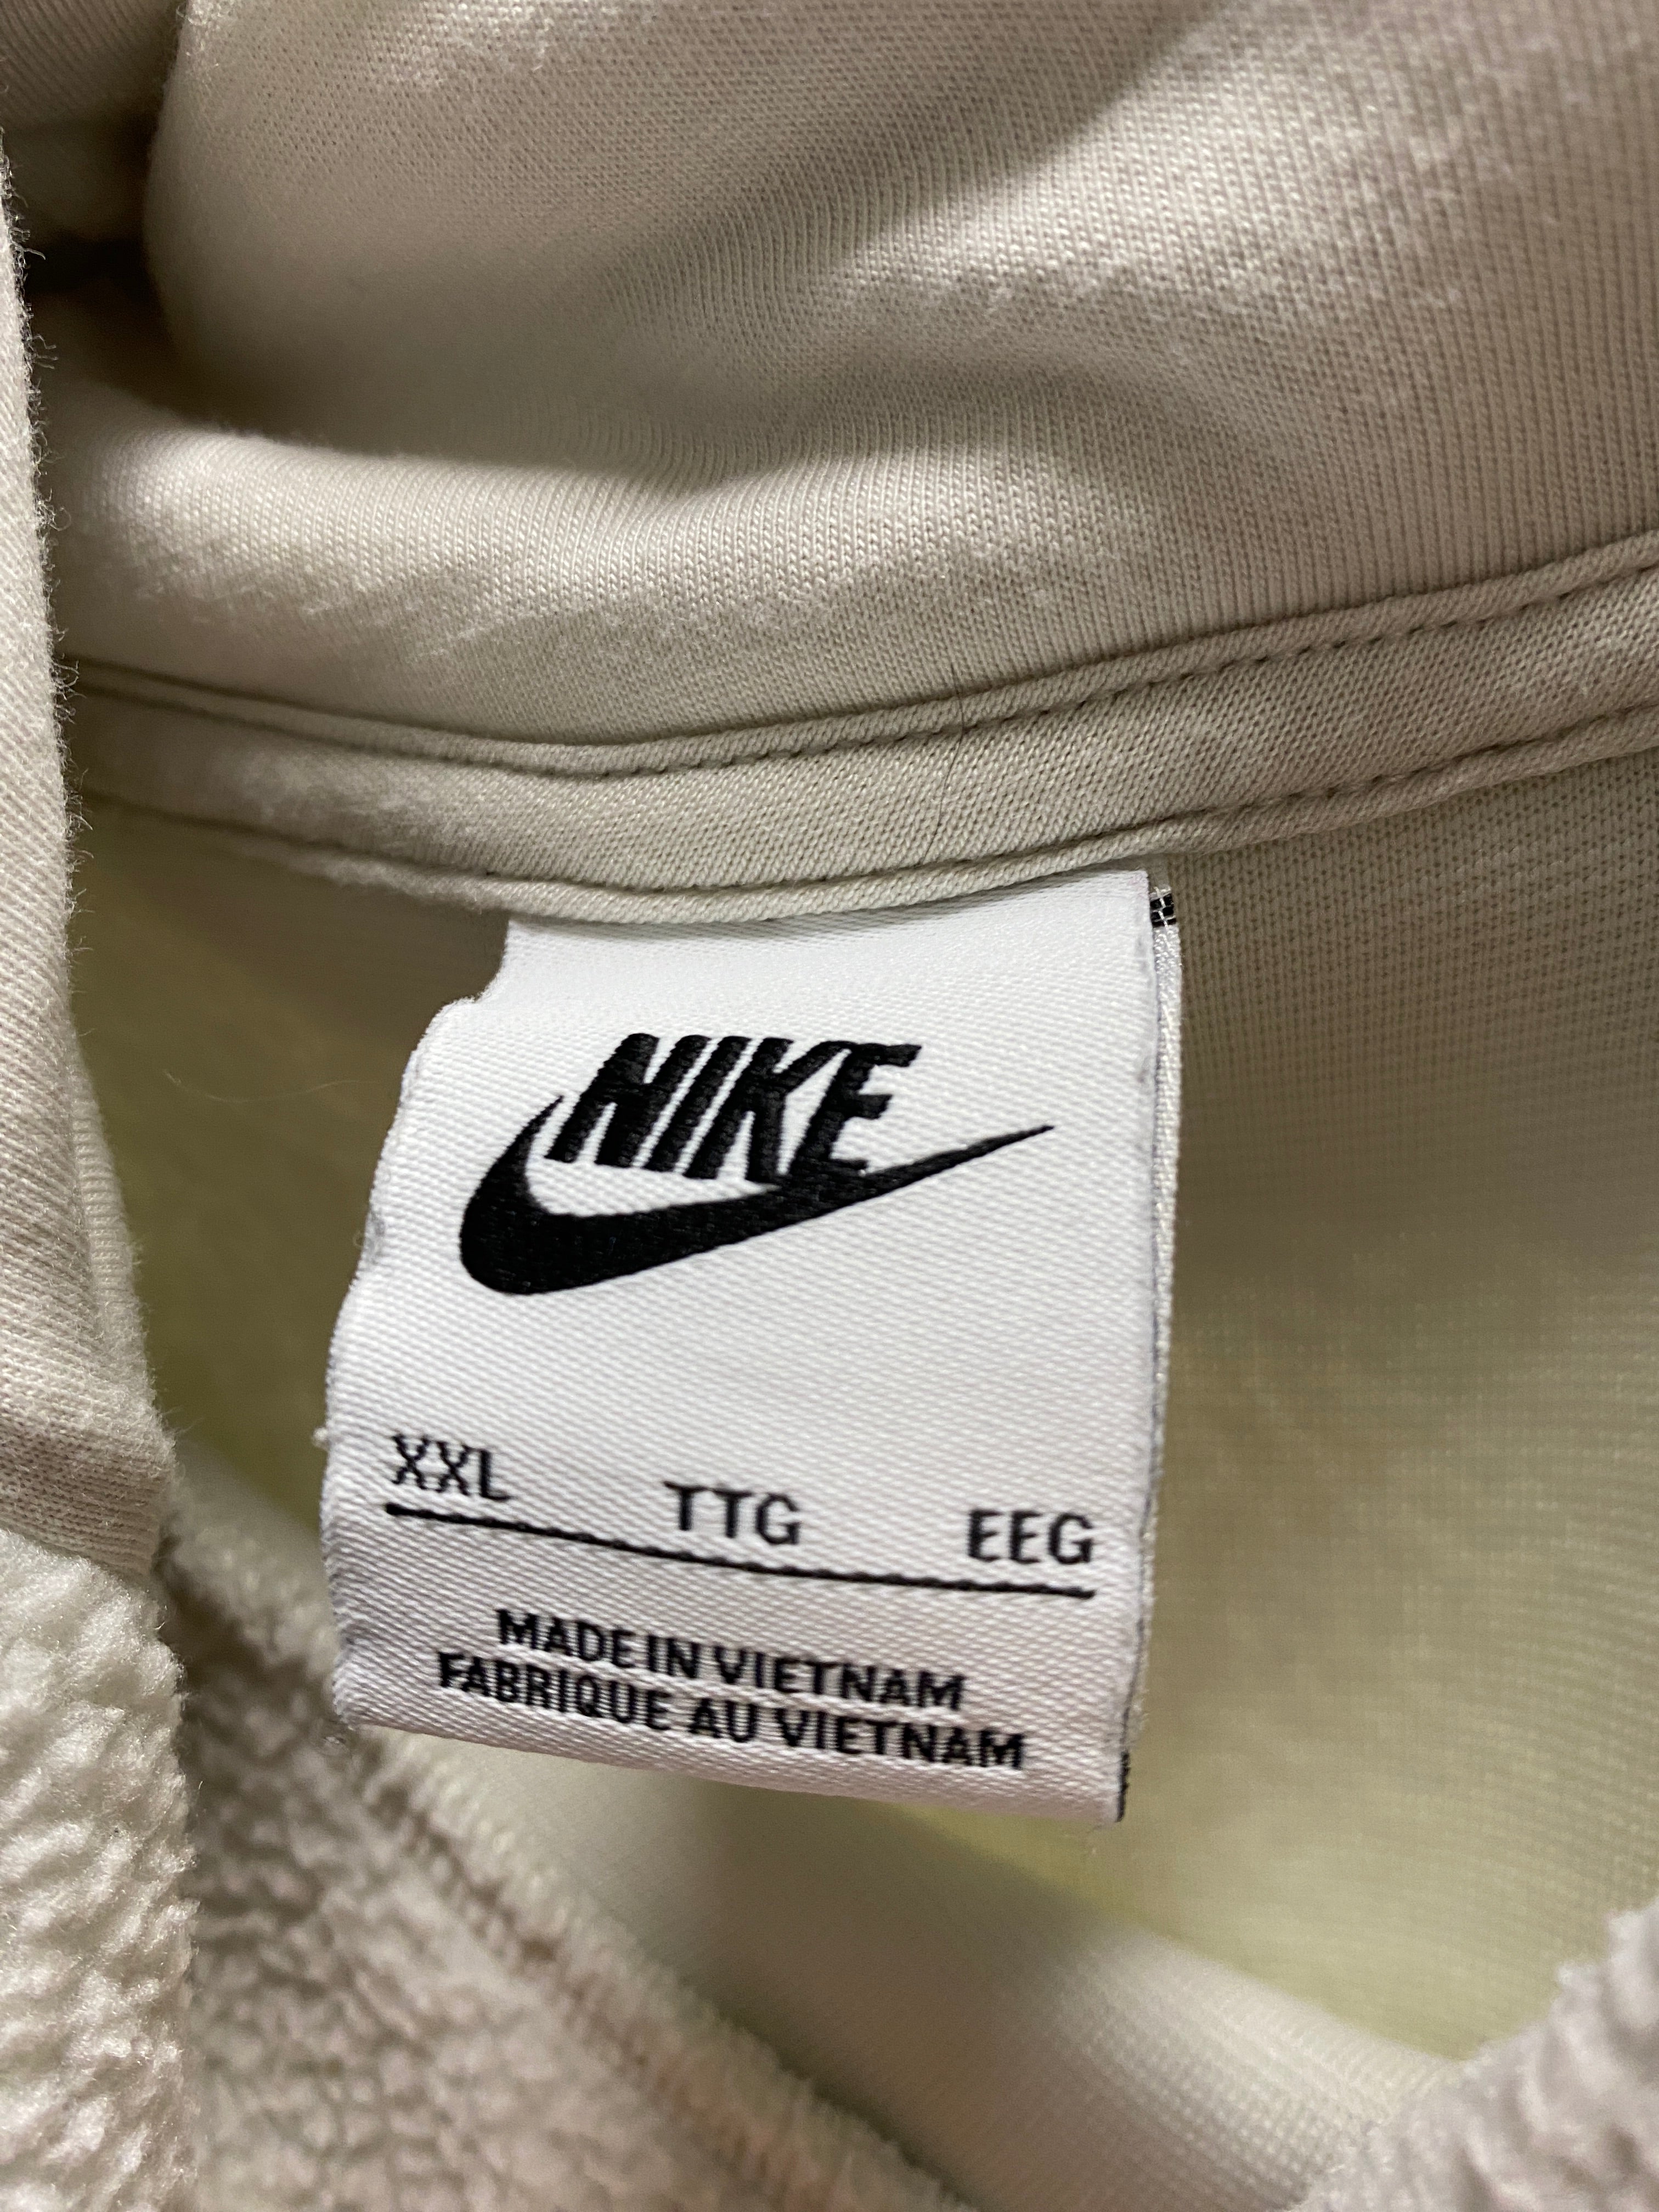 NIKE
XXL TTG EEG
MADE IN VIETNAM
FABRIQUE AU VIETNAM